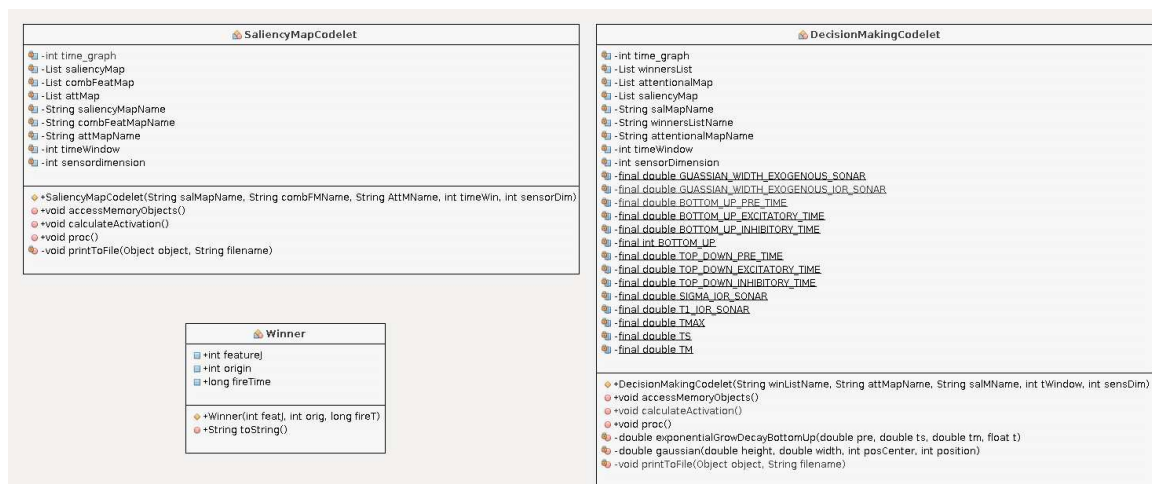 SaliencyMapCodelet
-int time_graph
-List saliencyMap
-List combFeatMap
-List attMap
-String saliencyMapName
-String combFeatMapName
-String attMapName
-int timeWindow
-int sensordimension
+SaliencyMapCodelet(String salMapName, String combFMName, String AttMName, int timeWin, int sensorDim)
+void accessMemoryObjects()
+void calculateActivation()
+void proc()
-void printToFile(Object object, String filename)
Winner
+int featureJ
+int origin
+long fireTime
+Winner(int featJ, int orig, long fireT)
+String toString()
DecisionMakingCodelet
-int time_graph
-List winnersList
-List attentionalMap
-List saliencyMap
-String salMapName
-String winnersListName
-String attentionalMapName
-int timeWindow
-int sensorDimension
-final double GUASSIAN_WIDTH_EXOGENOUS_SONAR
-final double GUASSIAN_WIDTH_EXOGENOUS_IOR_SONAR
-final double BOTTOM_UP_PRE_TIME
-final double BOTTOM_UP_EXCITATORY_TIME
-final double BOTTOM_UP_INHIBITORY_TIME
-final int BOTTOM_UP
-final double TOP_DOWN_PRE_TIME
-final double TOP_DOWN_EXCITATORY_TIME
-final double TOP_DOWN_INHIBITORY_TIME
-final double SIGMA_IOR_SONAR
-final double T1_IOR_SONAR
-final double TMAX
-final double TS
-final double TM
+DecisionMakingCodelet(String winListName, String attMapName, String salMName, int tWindow, int sensDim)
+void accessMemoryObjects()
+void calculateActivation()
+void proc()
-double exponentialGrowDecayBottomUp(double pre, double ts, double tm, float t)
-double gaussian(double height, double width, int posCenter, int position)
-void printToFile(Object object, String filename)